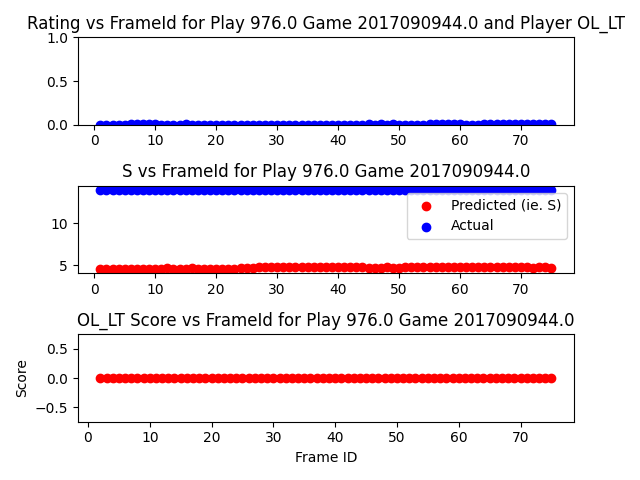 Rating vs FrameId for Play 976.0 Game 2017090944.0 and Player OL_LT
1.0
0.5
0.0
0 10 20 30 40 50 60 70
S vs FrameId for Play 976.0 Game 2017090944.0
10
5
Predicted (ie. S)
Actual
0 10 20 30 40 50 60 70
OL_LT Score vs FrameId for Play 976.0 Game 2017090944.0
Score
0.5
0.0
−0.5
0 10 20 30 40 50 60 70
Frame ID